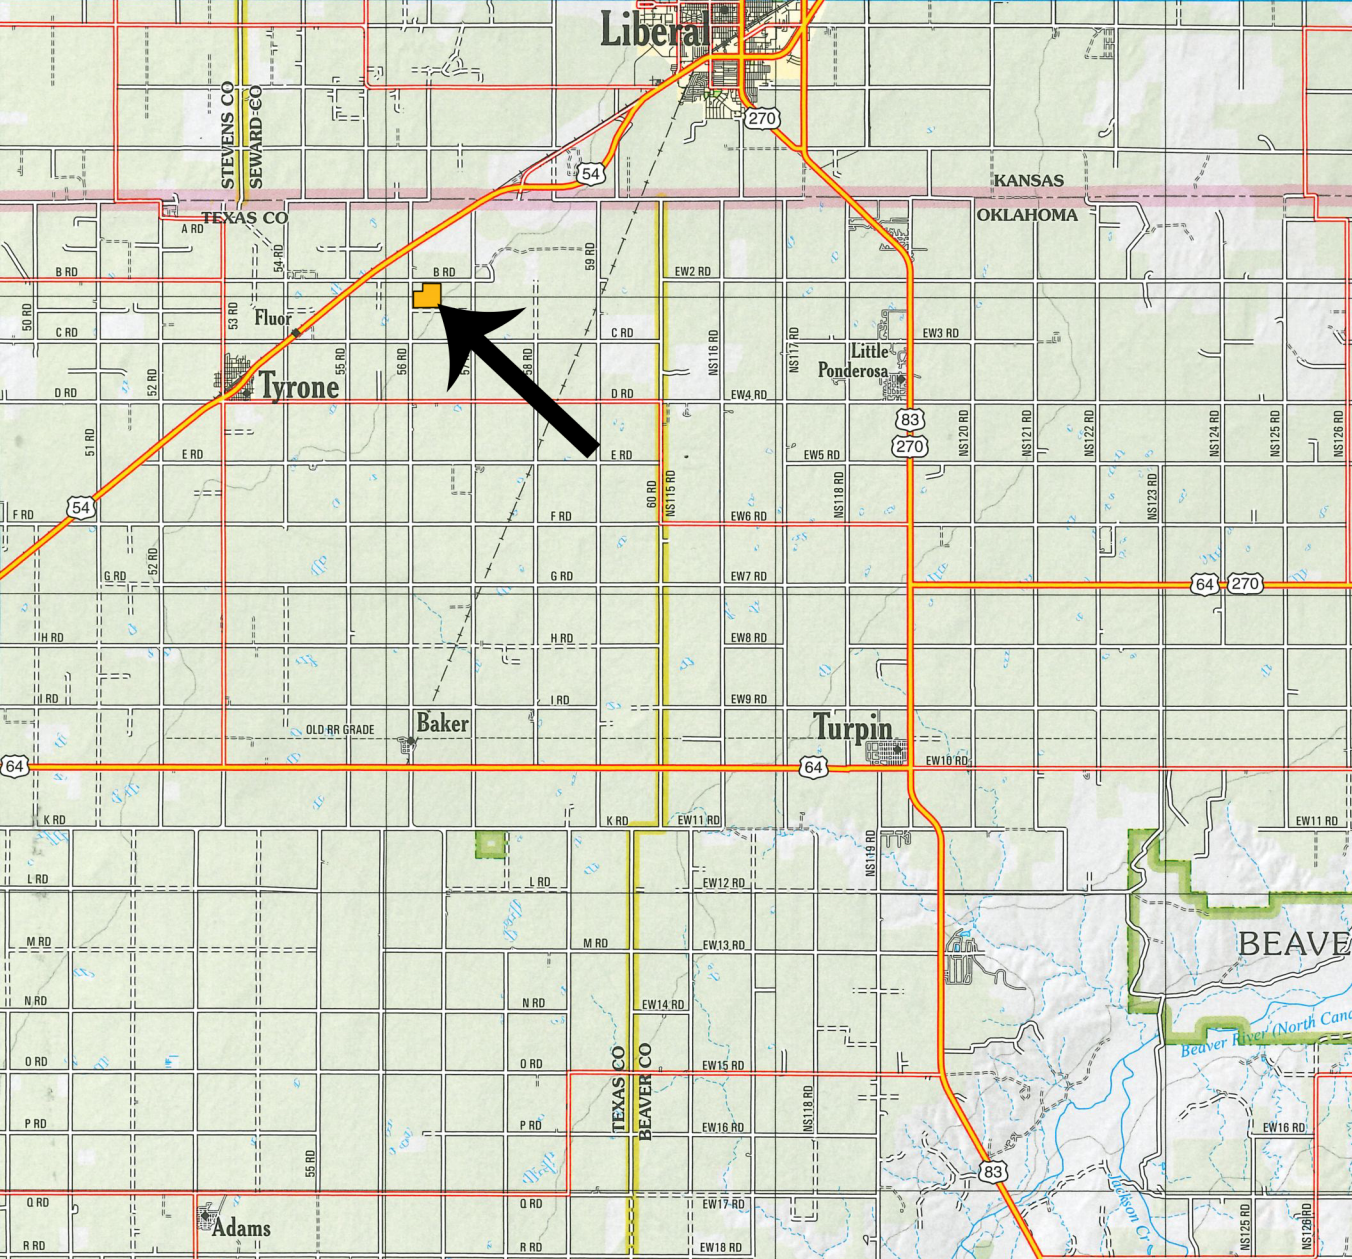 Liberal
STEVENS CO
SEWARD CO
270
54
KANSAS
TEXAS CO
OKLAHOMA
A RD
54 RD
59 RD
B RD
B RD
EW2 RD
50 RD
53 RD
Fluor
C RD
C RD
EW3 RD
55 RD
56 RD
58 RD
NS116 RD
NS117 RD
Little
Ponderosa
52 RD
Tyrone
D RD
D RD
EW4 RD
83
270
51 RD
NS120 RD
NS121 RD
NS122 RD
NS124 RD
NS125 RD
NS126 RD
E RD
E RD
EW5 RD
60 RD
NS115 RD
NS118 RD
NS123 RD
54
F RD
F RD
EW6 RD
52 RD
G RD
G RD
EW7 RD
64
270
H RD
H RD
EW8 RD
I RD
I RD
EW9 RD
OLD RR GRADE
Baker
Turpin
64
64
EW10 RD
K RD
K RD
EW11 RD
EW11 RD
NS119 RD
L RD
L RD
EW12 RD
M RD
M RD
EW13 RD
BEAVE
N RD
N RD
EW14 RD
Beaver River (North Cana
TEXAS CO
BEAVER CO
O RD
O RD
EW15 RD
NS118 RD
P RD
P RD
EW16 RD
EW16 RD
55 RD
83
Jackson Cr
Q RD
Q RD
EW17 RD
NS125 RD
NS126 RD
Adams
R RD
R RD
EW18 RD